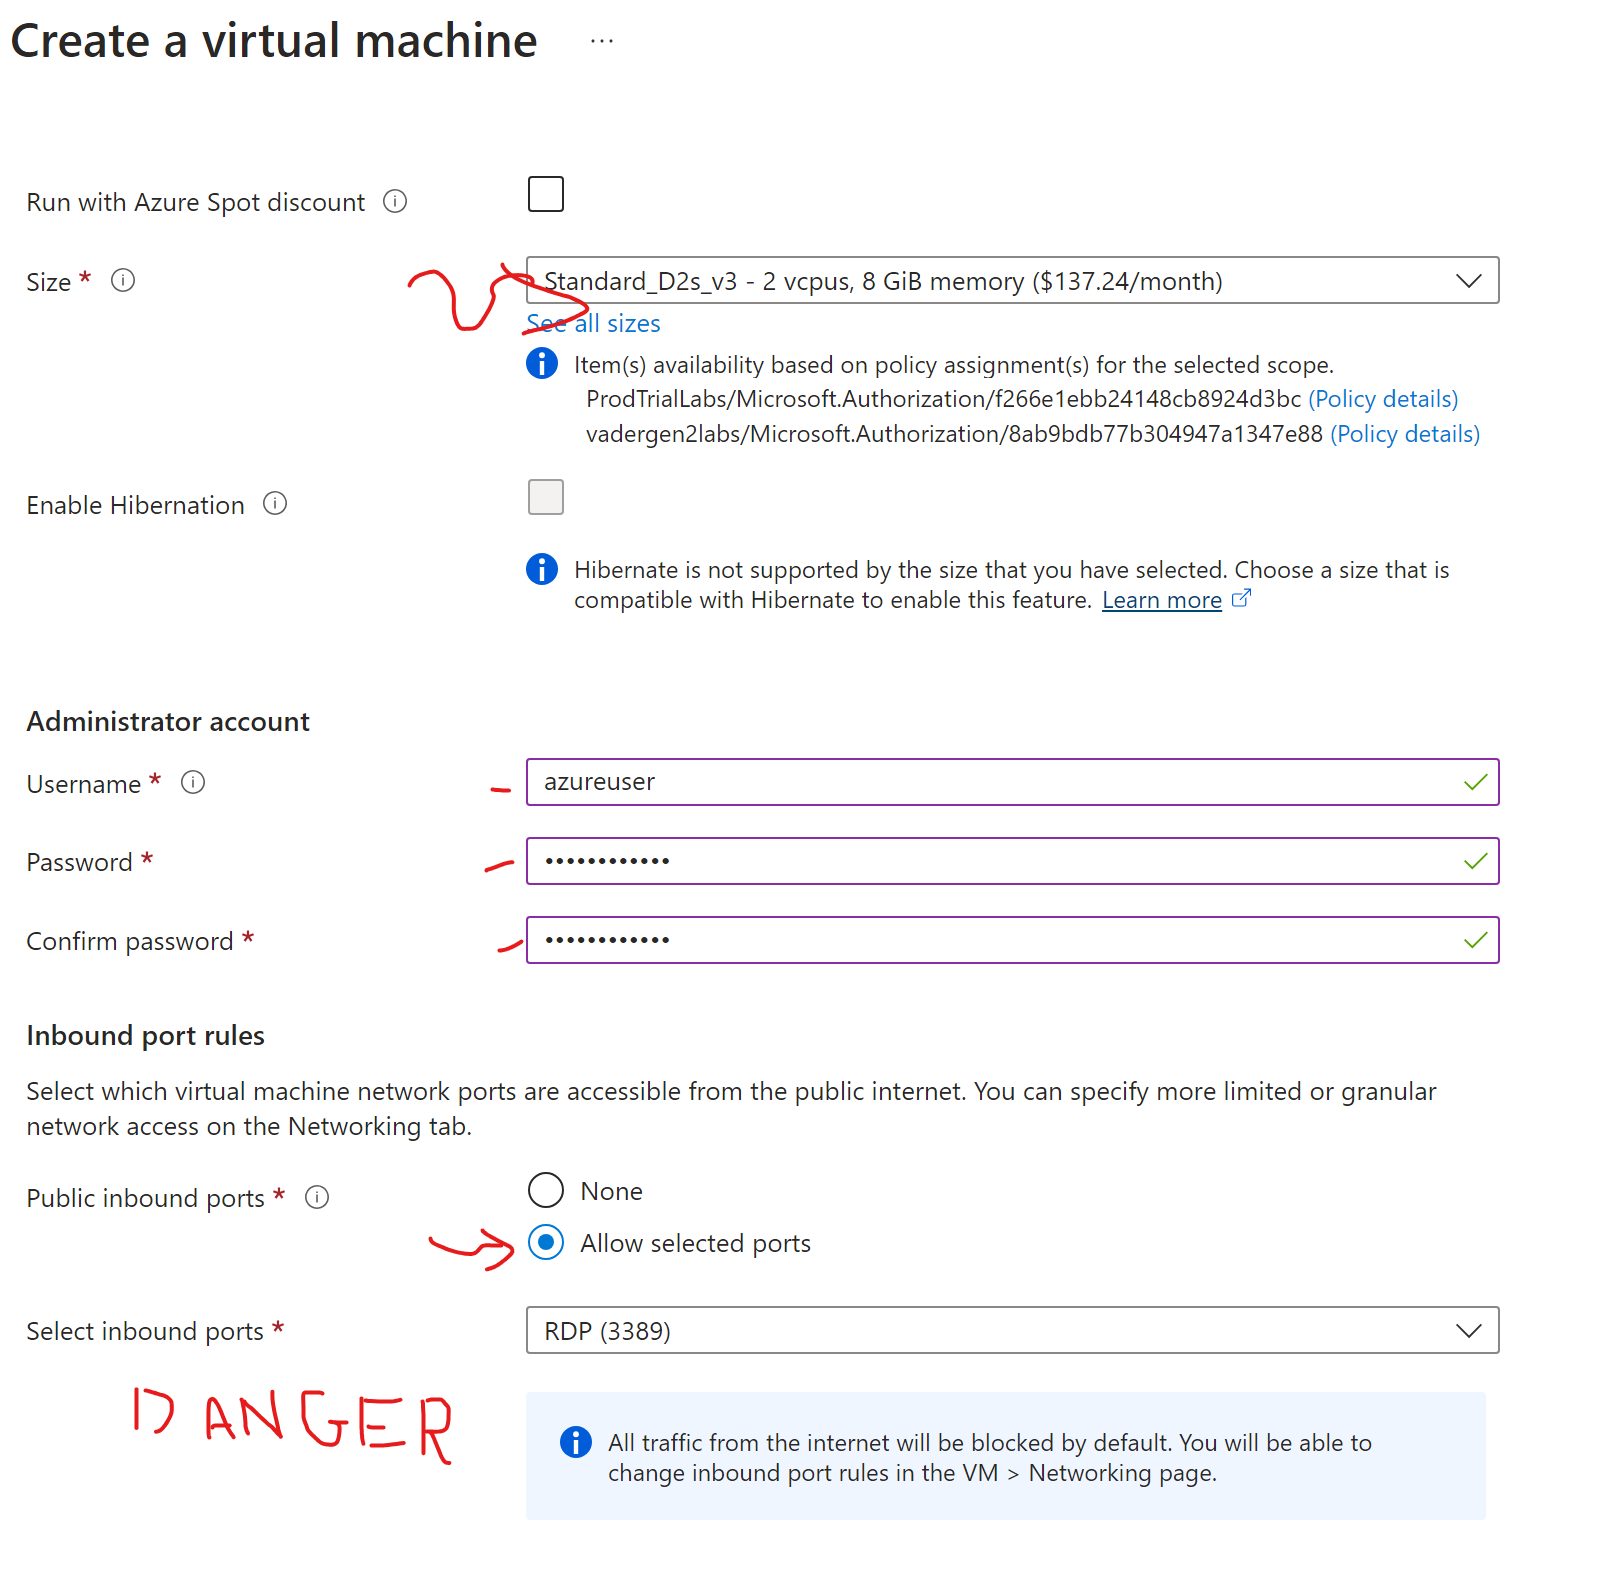 Create a virtual machine ...
Run with Azure Spot discount
Size *
Standard_D2s_v3 - 2 vcpus, 8 GiB memory ($137.24/month)
See all sizes
Item(s) availability based on policy assignment(s) for the selected scope.
ProdTrialLabs/Microsoft.Authorization/f266e1ebb24148cb8924d3bc (Policy details)
vadergen2labs/Microsoft.Authorization/8ab9bdb77b304947a1347e88 (Policy details)
Enable Hibernation
Hibernate is not supported by the size that you have selected. Choose a size that is
compatible with Hibernate to enable this feature. Learn more
Administrator account
Username *
azureuser
Password *
••••••••••••
Confirm password *
••••••••••••
Inbound port rules
Select which virtual machine network ports are accessible from the public internet. You can specify more limited or granular
network access on the Networking tab.
Public inbound ports *
None
Allow selected ports
Select inbound ports *
RDP (3389)
DANGER
All traffic from the internet will be blocked by default. You will be able to
change inbound port rules in the VM > Networking page.